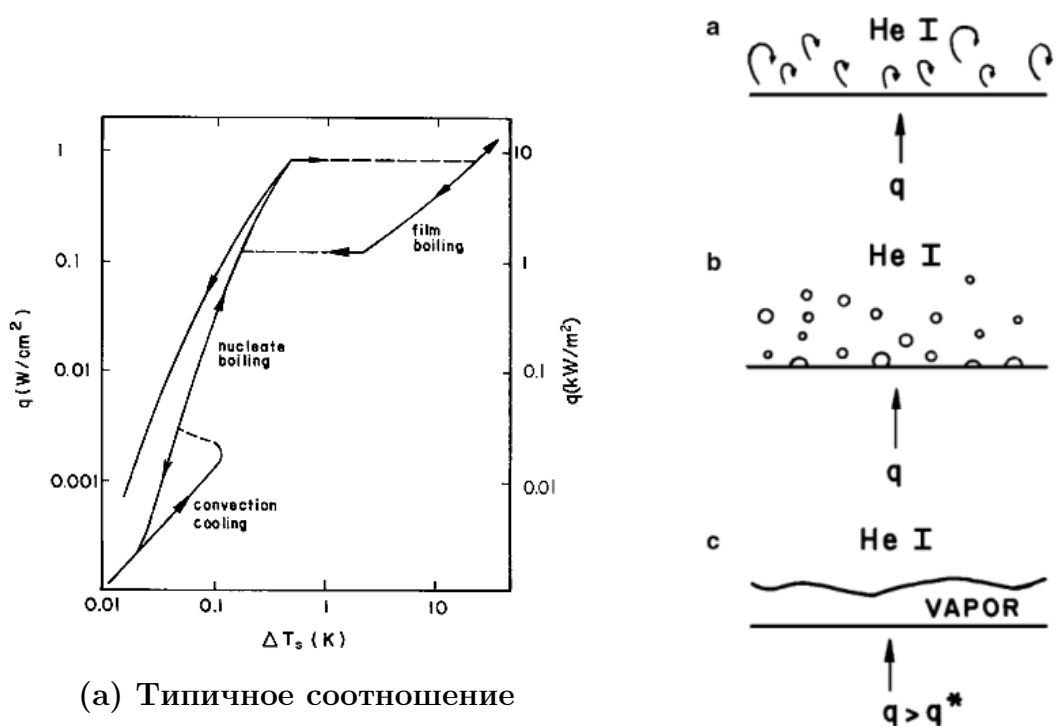 1
0.1
0.01
0.001
q (W/cm²)
10
1
0.1
0.01
q(kW/m²)
film
boiling
nucleate
boiling
convection
cooling
0.01
0.1
1
10
ΔTₛ (K)
(a) Типичное соотношение
a
He I
q
b
He I
q
c
He I
VAPOR
q > q*